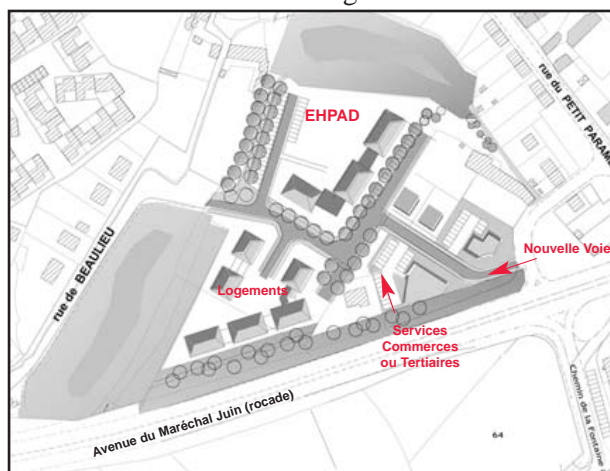 EHPAD
rue du PETIT PARAME
rue de BEAULIEU
Nouvelle Voie
Logements
Services
Commerces
ou Tertiaires
Avenue du Maréchal Juin (rocade)
Chemin de la Fontaine
64